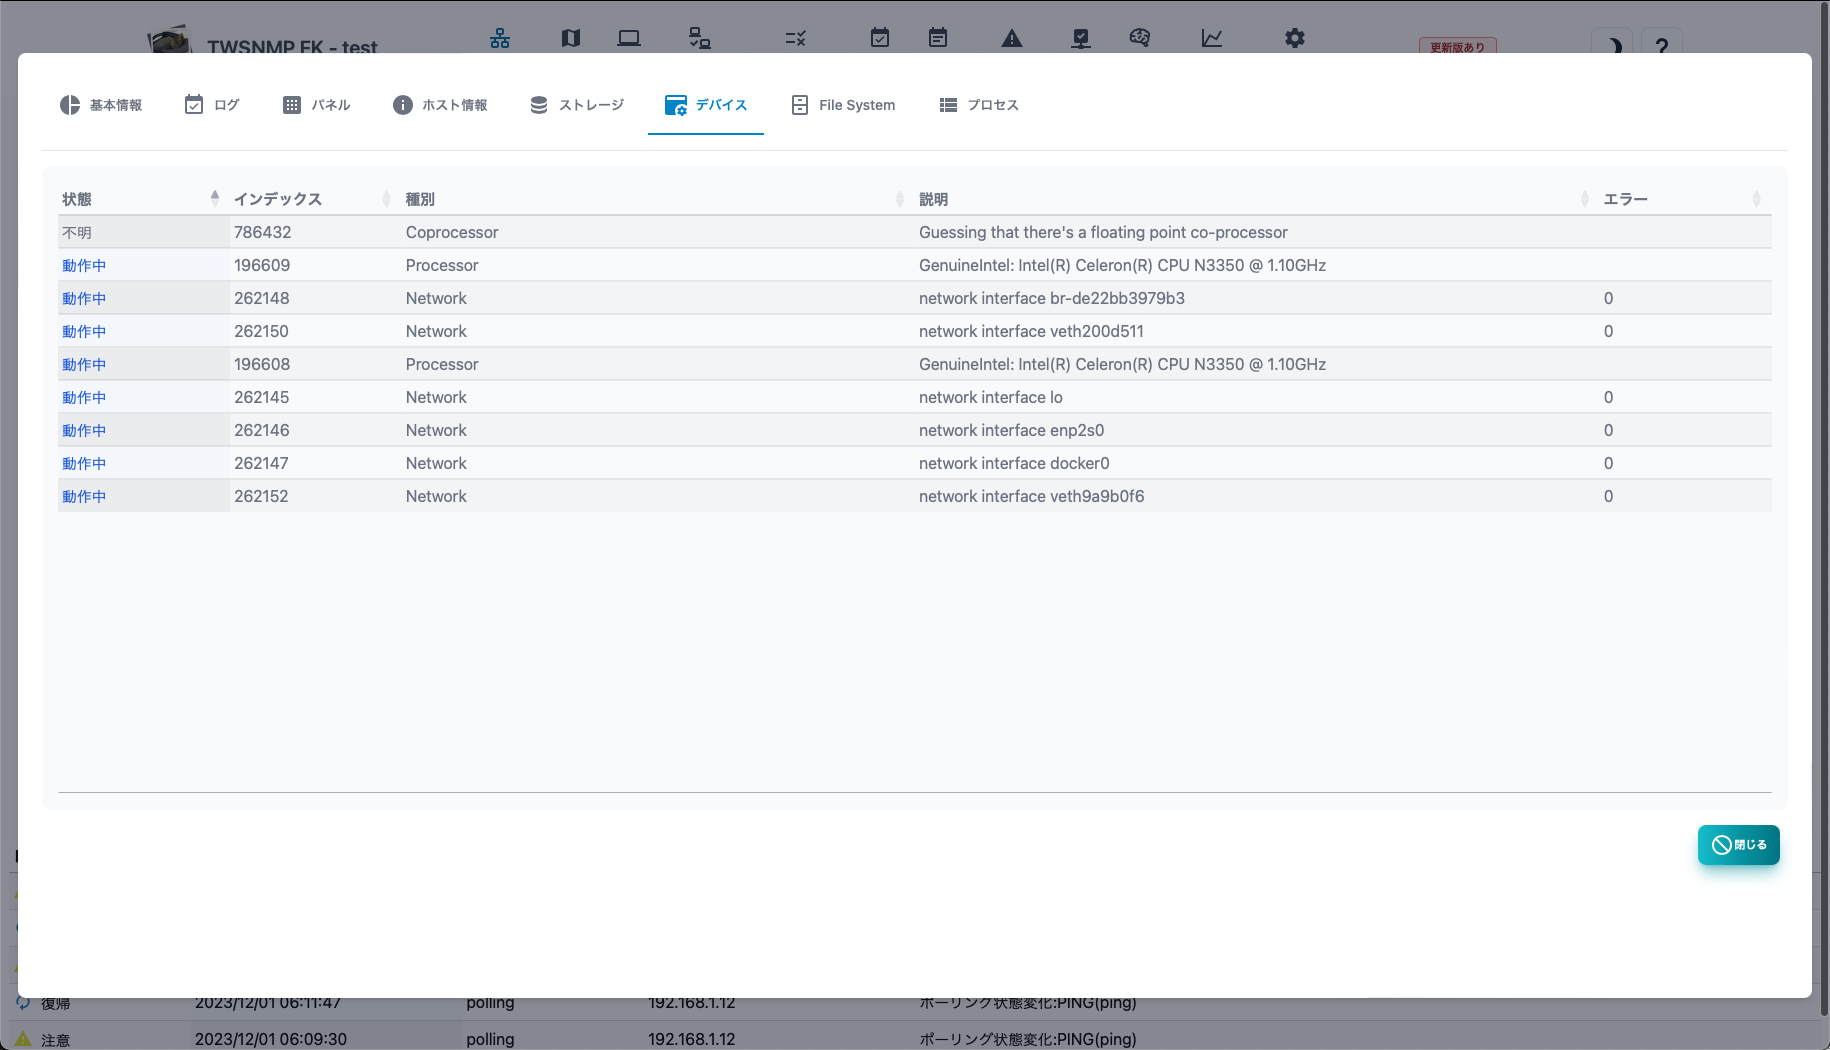 TWSNMP FK - test
更新版あり
?
基本情報 ログ パネル ホスト情報 ストレージ デバイス File System プロセス
状態 インデックス 種別 説明 エラー
不明 786432 Coprocessor Guessing that there's a floating point co-processor
動作中 196609 Processor GenuineIntel: Intel(R) Celeron(R) CPU N3350 @ 1.10GHz
動作中 262148 Network network interface br-de22bb3979b3 0
動作中 262150 Network network interface veth200d511 0
動作中 196608 Processor GenuineIntel: Intel(R) Celeron(R) CPU N3350 @ 1.10GHz
動作中 262145 Network network interface lo 0
動作中 262146 Network network interface enp2s0 0
動作中 262147 Network network interface docker0 0
動作中 262152 Network network interface veth9a9b0f6 0
閉じる
復帰 2023/12/01 06:11:47 polling 192.168.1.12 ポーリング状態変化:PING(ping)
注意 2023/12/01 06:09:30 polling 192.168.1.12 ポーリング状態変化:PING(ping)